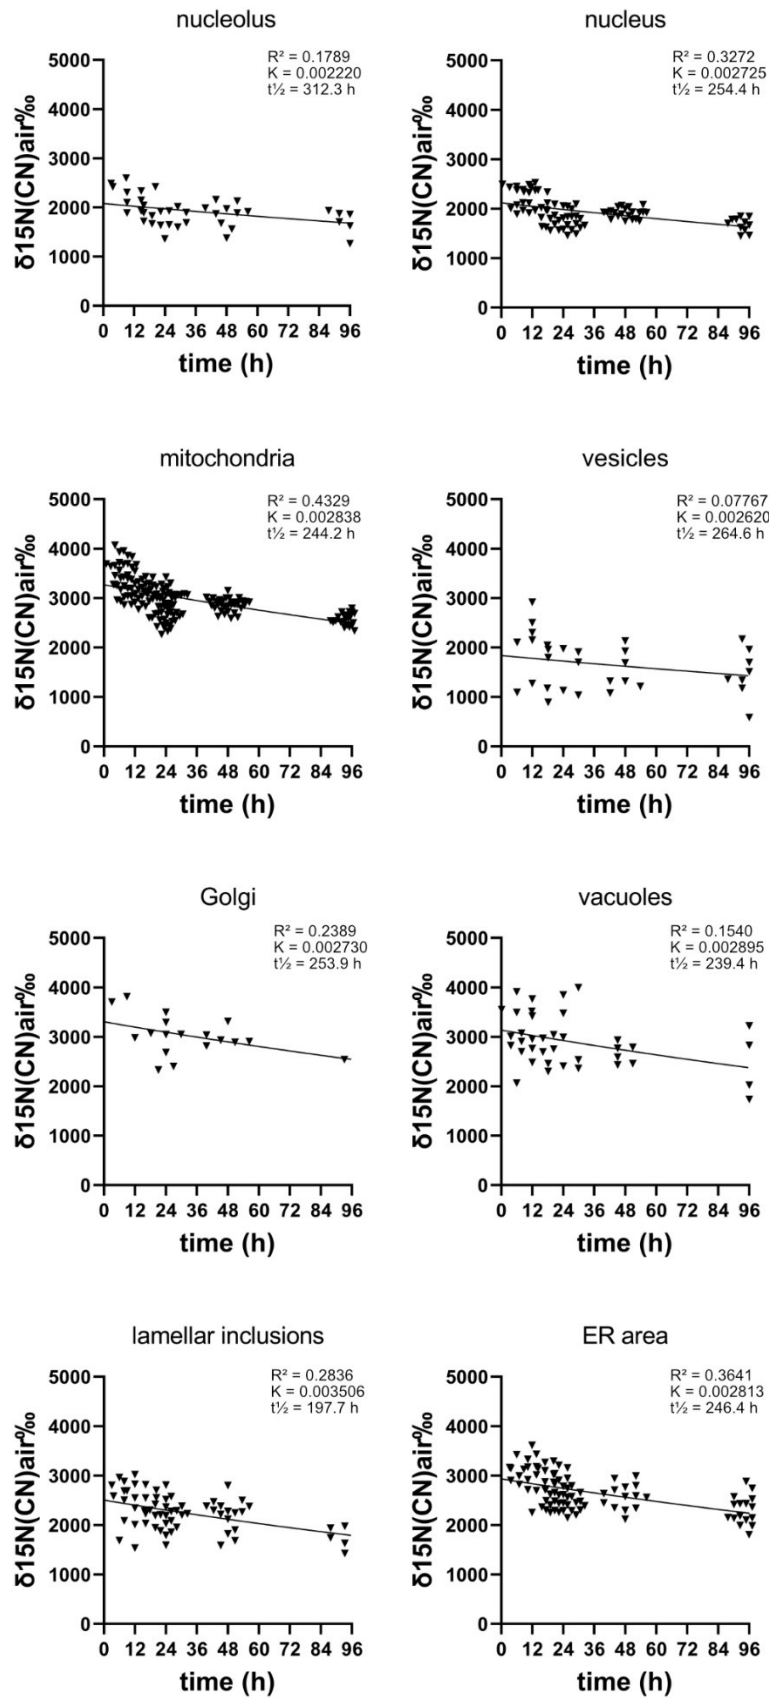 nucleolus
R² = 0.1789
K = 0.002220
t½ = 312.3 h
δ15N(CN)air‰
5000
4000
3000
2000
1000
0
0 12 24 36 48 60 72 84 96
time (h)
nucleus
R² = 0.3272
K = 0.002725
t½ = 254.4 h
δ15N(CN)air‰
5000
4000
3000
2000
1000
0
0 12 24 36 48 60 72 84 96
time (h)
mitochondria
R² = 0.4329
K = 0.002838
t½ = 244.2 h
δ15N(CN)air‰
5000
4000
3000
2000
1000
0
0 12 24 36 48 60 72 84 96
time (h)
vesicles
R² = 0.07767
K = 0.002620
t½ = 264.6 h
δ15N(CN)air‰
5000
4000
3000
2000
1000
0
0 12 24 36 48 60 72 84 96
time (h)
Golgi
R² = 0.2389
K = 0.002730
t½ = 253.9 h
δ15N(CN)air‰
5000
4000
3000
2000
1000
0
0 12 24 36 48 60 72 84 96
time (h)
vacuoles
R² = 0.1540
K = 0.002895
t½ = 239.4 h
δ15N(CN)air‰
5000
4000
3000
2000
1000
0
0 12 24 36 48 60 72 84 96
time (h)
lamellar inclusions
R² = 0.2836
K = 0.003506
t½ = 197.7 h
δ15N(CN)air‰
5000
4000
3000
2000
1000
0
0 12 24 36 48 60 72 84 96
time (h)
ER area
R² = 0.3641
K = 0.002813
t½ = 246.4 h
δ15N(CN)air‰
5000
4000
3000
2000
1000
0
0 12 24 36 48 60 72 84 96
time (h)